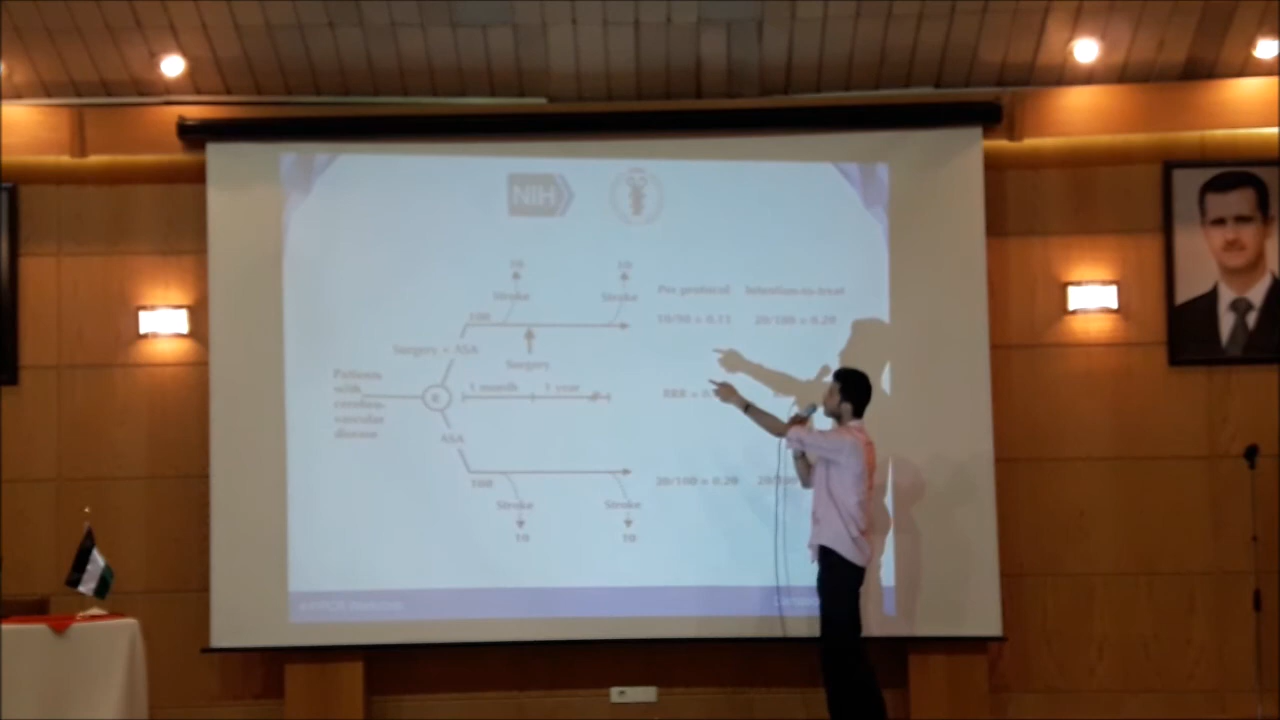 NIH
10 10
Stroke Stroke
Per protocol Intention-to-treat
100
10/90 = 0.11 20/100 = 0.20
Surgery + ASA
Surgery
Patients
with
cerebro-
vascular
disease
R
1 month 1 year
RRR =
ASA
100
20/100 = 0.20
Stroke Stroke
10 10